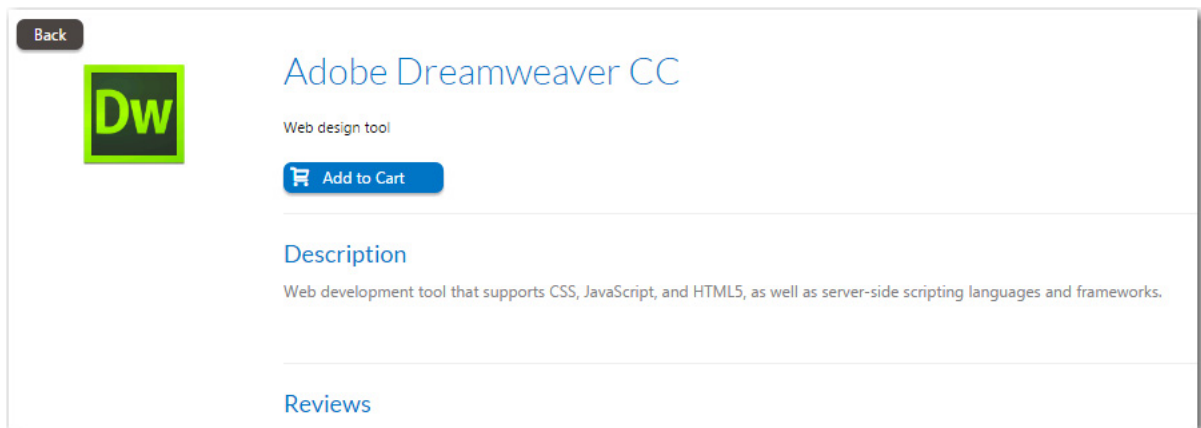 Back
Dw
Adobe Dreamweaver CC
Web design tool
Add to Cart
Description
Web development tool that supports CSS, JavaScript, and HTML5, as well as server-side scripting languages and frameworks.
Reviews